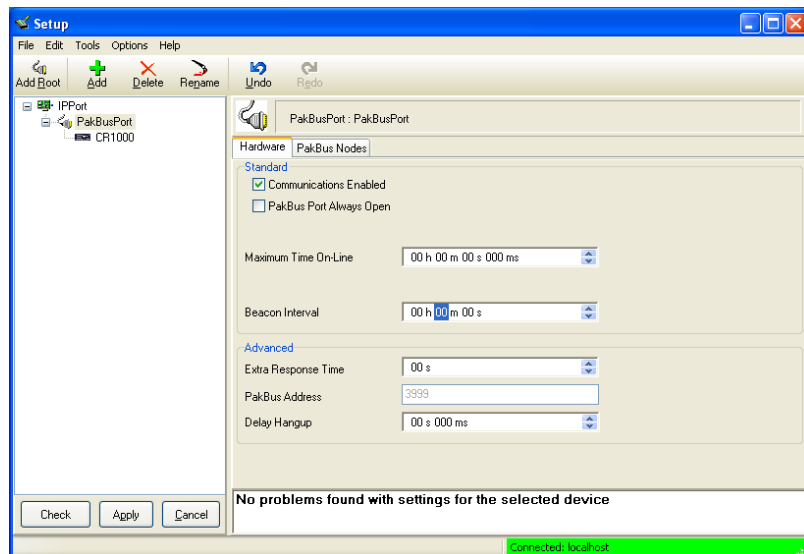 Setup
File Edit Tools Options Help
Add Root Add Delete Rename Undo Redo
IPPort
PakBusPort
CR1000
PakBusPort : PakBusPort
Hardware PakBus Nodes
Standard
Communications Enabled
PakBus Port Always Open
Maximum Time On-Line 00 h 00 m 00 s 000 ms
Beacon Interval 00 h 00 m 00 s
Advanced
Extra Response Time 00 s
PakBus Address 3999
Delay Hangup 00 s 000 ms
No problems found with settings for the selected device
Check Apply Cancel
Connected: localhost